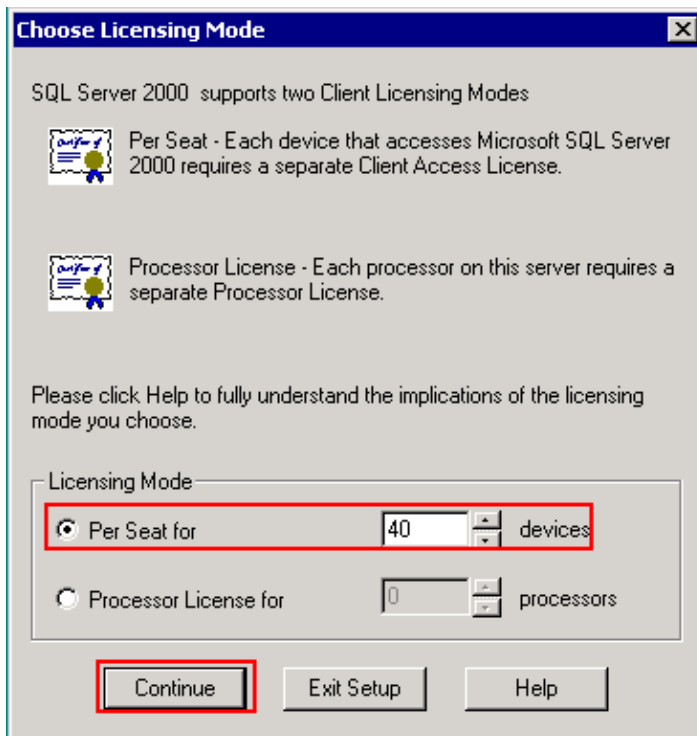 Choose Licensing Mode
SQL Server 2000 supports two Client Licensing Modes
Per Seat - Each device that accesses Microsoft SQL Server
2000 requires a separate Client Access License.
Processor License - Each processor on this server requires a
separate Processor License.
Please click Help to fully understand the implications of the licensing
mode you choose.
Licensing Mode
Per Seat for 40 devices
Processor License for 0 processors
Continue Exit Setup Help